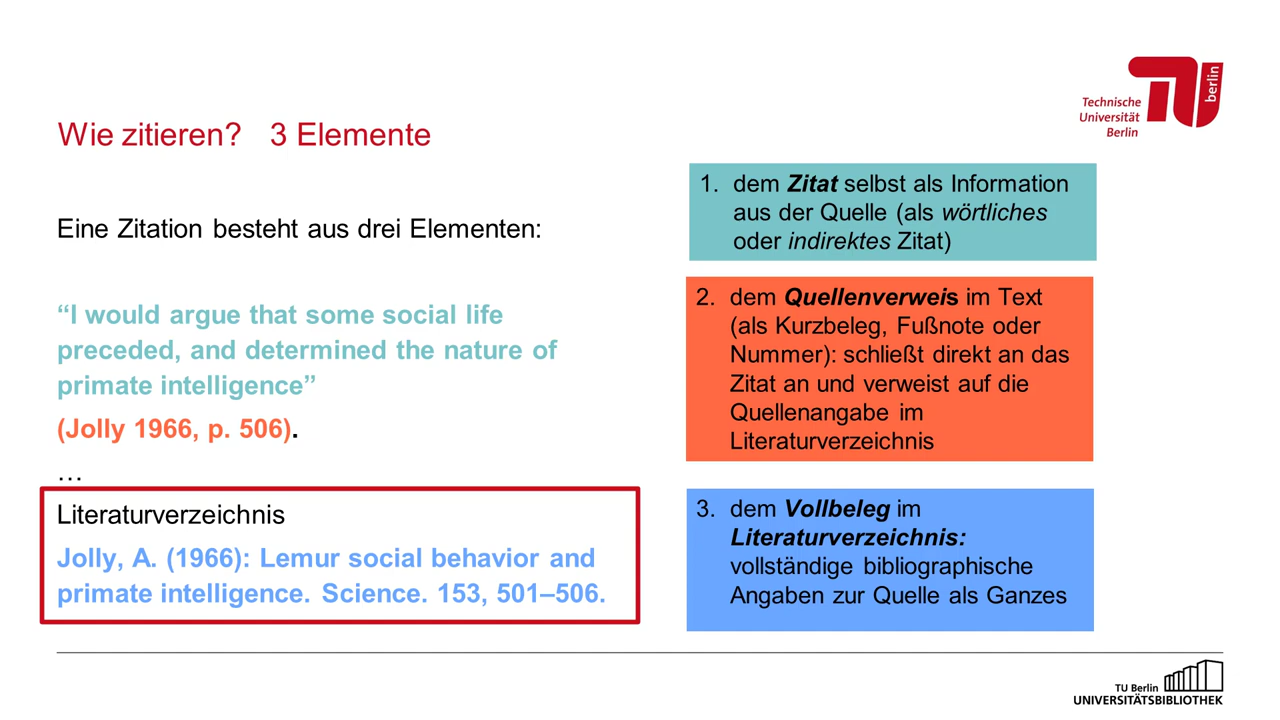 Technische
Universität
Berlin
berlin
Wie zitieren? 3 Elemente
Eine Zitation besteht aus drei Elementen:
“I would argue that some social life
preceded, and determined the nature of
primate intelligence”
(Jolly 1966, p. 506).
…
Literaturverzeichnis
Jolly, A. (1966): Lemur social behavior and
primate intelligence. Science. 153, 501–506.
1. dem Zitat selbst als Information
aus der Quelle (als wörtliches
oder indirektes Zitat)
2. dem Quellenverweis im Text
(als Kurzbeleg, Fußnote oder
Nummer): schließt direkt an das
Zitat an und verweist auf die
Quellenangabe im
Literaturverzeichnis
3. dem Vollbeleg im
Literaturverzeichnis:
vollständige bibliographische
Angaben zur Quelle als Ganzes
TU Berlin
UNIVERSITÄTSBIBLIOTHEK